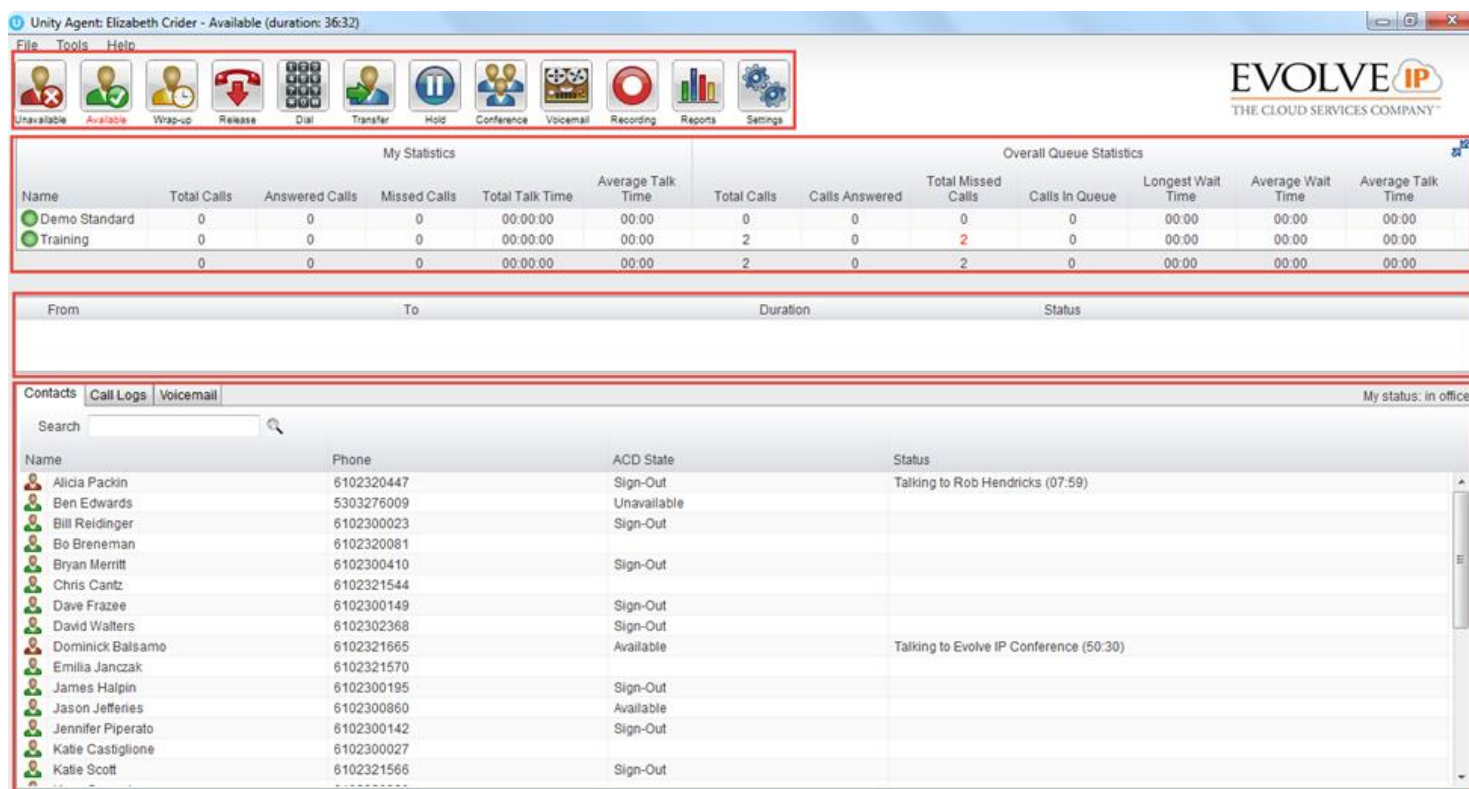 Unity Agent: Elizabeth Crider - Available (duration: 36:32)
File Tools Help
Unavailable Available Wrap-up Release Dial Transfer Hold Conference Voicemail Recording Reports Settings
EVOLVE IP
THE CLOUD SERVICES COMPANY™
My Statistics Overall Queue Statistics
Name Total Calls Answered Calls Missed Calls Total Talk Time Average Talk Time Total Calls Calls Answered Total Missed Calls Calls In Queue Longest Wait Time Average Wait Time Average Talk Time
Demo Standard 0 0 0 00:00:00 00:00 0 0 0 0 00:00 00:00 00:00
Training 0 0 0 00:00:00 00:00 2 0 2 0 00:00 00:00 00:00
0 0 0 00:00:00 00:00 2 0 2 0 00:00 00:00 00:00
From To Duration Status
Contacts Call Logs Voicemail My status: in office
Search
Name Phone ACD State Status
Alicia Packin 6102320447 Sign-Out Talking to Rob Hendricks (07:59)
Ben Edwards 5303276009 Unavailable
Bill Reidinger 6102300023 Sign-Out
Bo Breneman 6102320081
Bryan Merritt 6102300410 Sign-Out
Chris Cantz 6102321544
Dave Frazee 6102300149 Sign-Out
David Walters 6102302368 Sign-Out
Dominick Balsamo 6102321665 Available Talking to Evolve IP Conference (50:30)
Emilia Janczak 6102321570
James Halpin 6102300195 Sign-Out
Jason Jefferies 6102300860 Available
Jennifer Piperato 6102300142 Sign-Out
Katie Castiglione 6102300027
Katie Scott 6102321566 Sign-Out